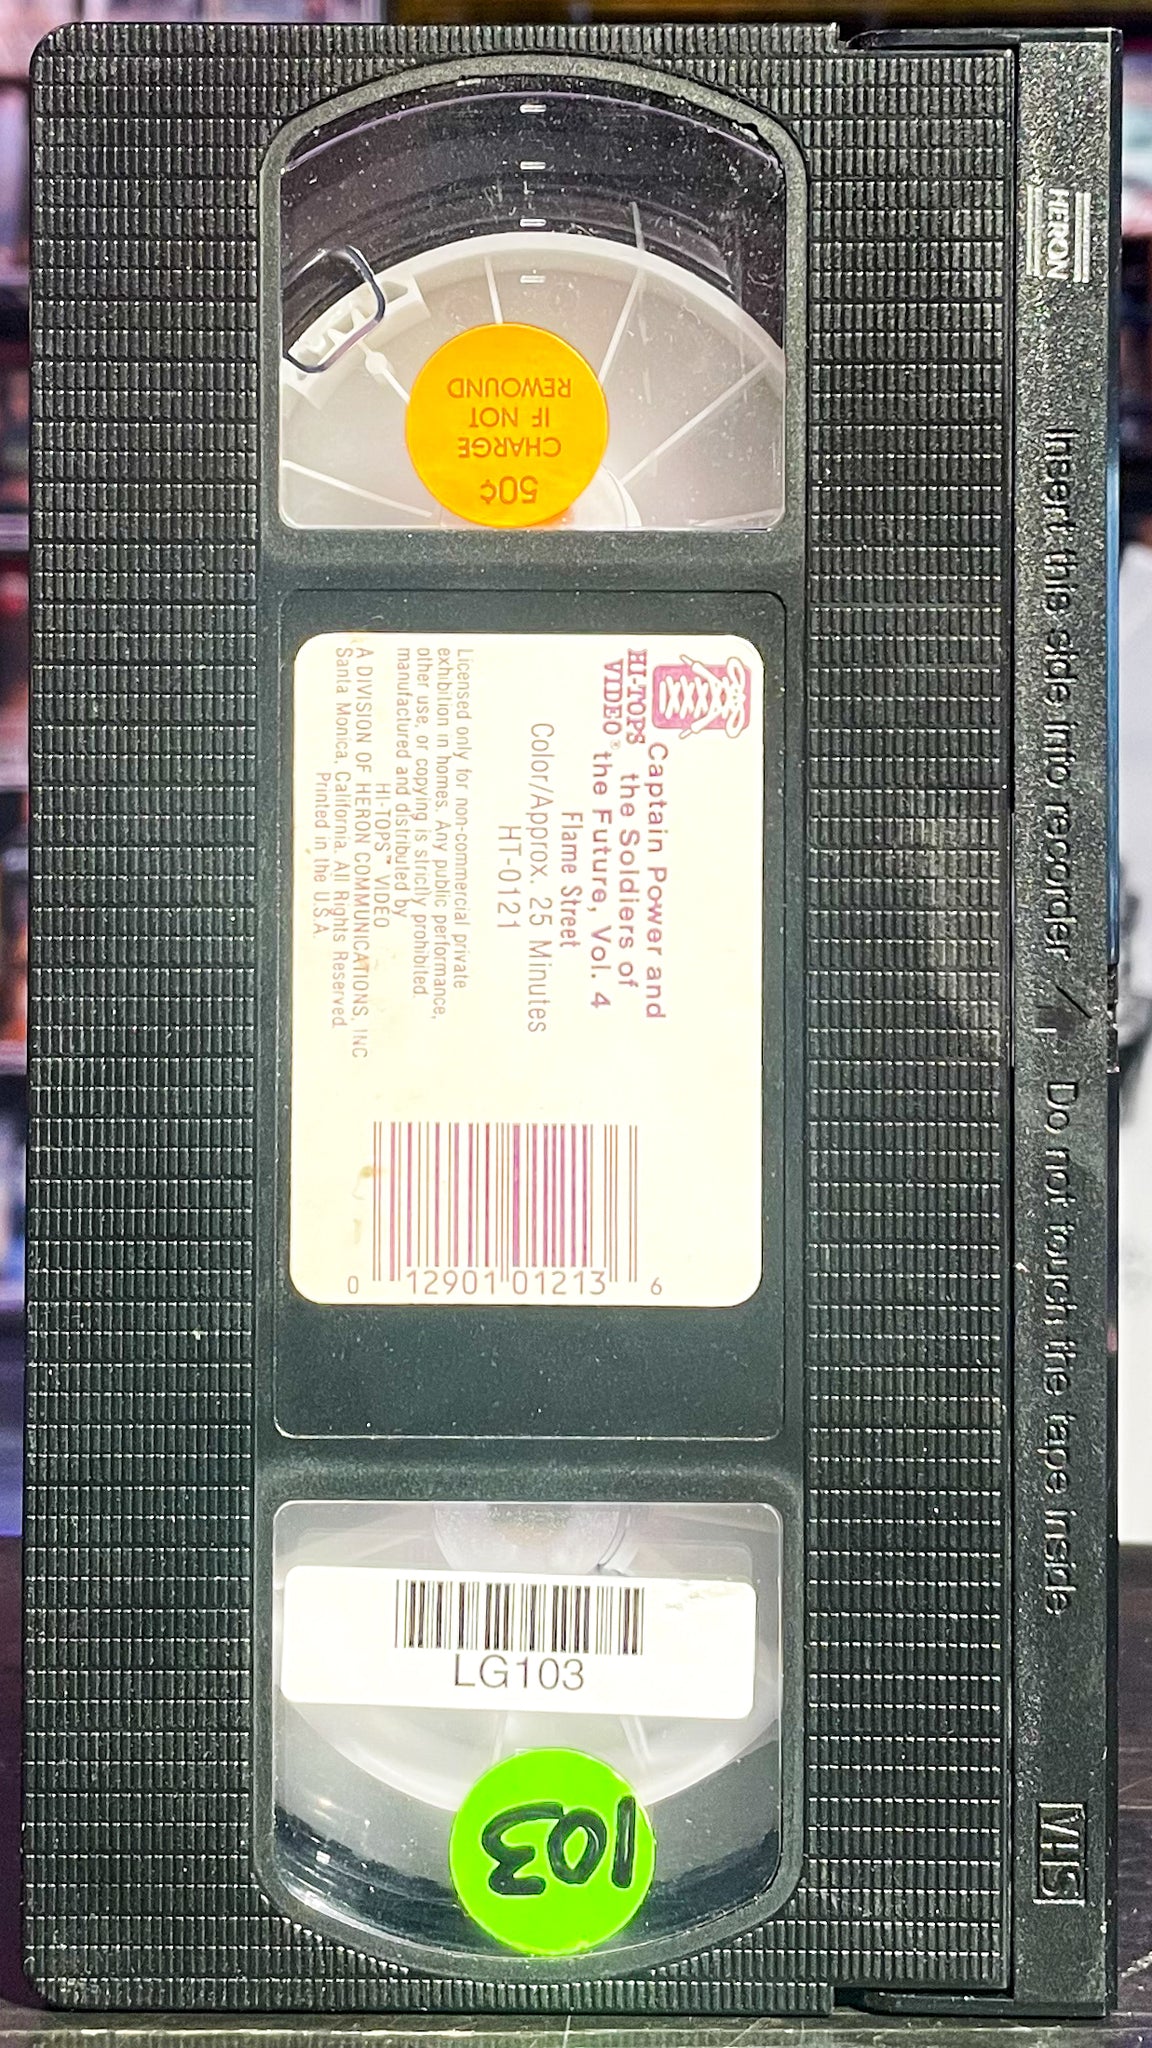 50¢
CHARGE
IF NOT
REWOUND
HI-TOPS
VIDEO®
Captain Power and
the Soldiers of
the Future, Vol. 4
Flame Street
Color/Approx. 25 Minutes
HT-0121
Licensed only for non-commercial private
exhibition in homes. Any public performance,
other use, or copying is strictly prohibited.
manufactured and distributed by
HI-TOPS™ VIDEO
A DIVISION OF HERON COMMUNICATIONS, INC
Santa Monica, California. All Rights Reserved.
Printed in the U.S.A.
0 12901 01213 6
LG103
103
HERON
Insert this side into recorder / Do not touch the tape inside
VHS